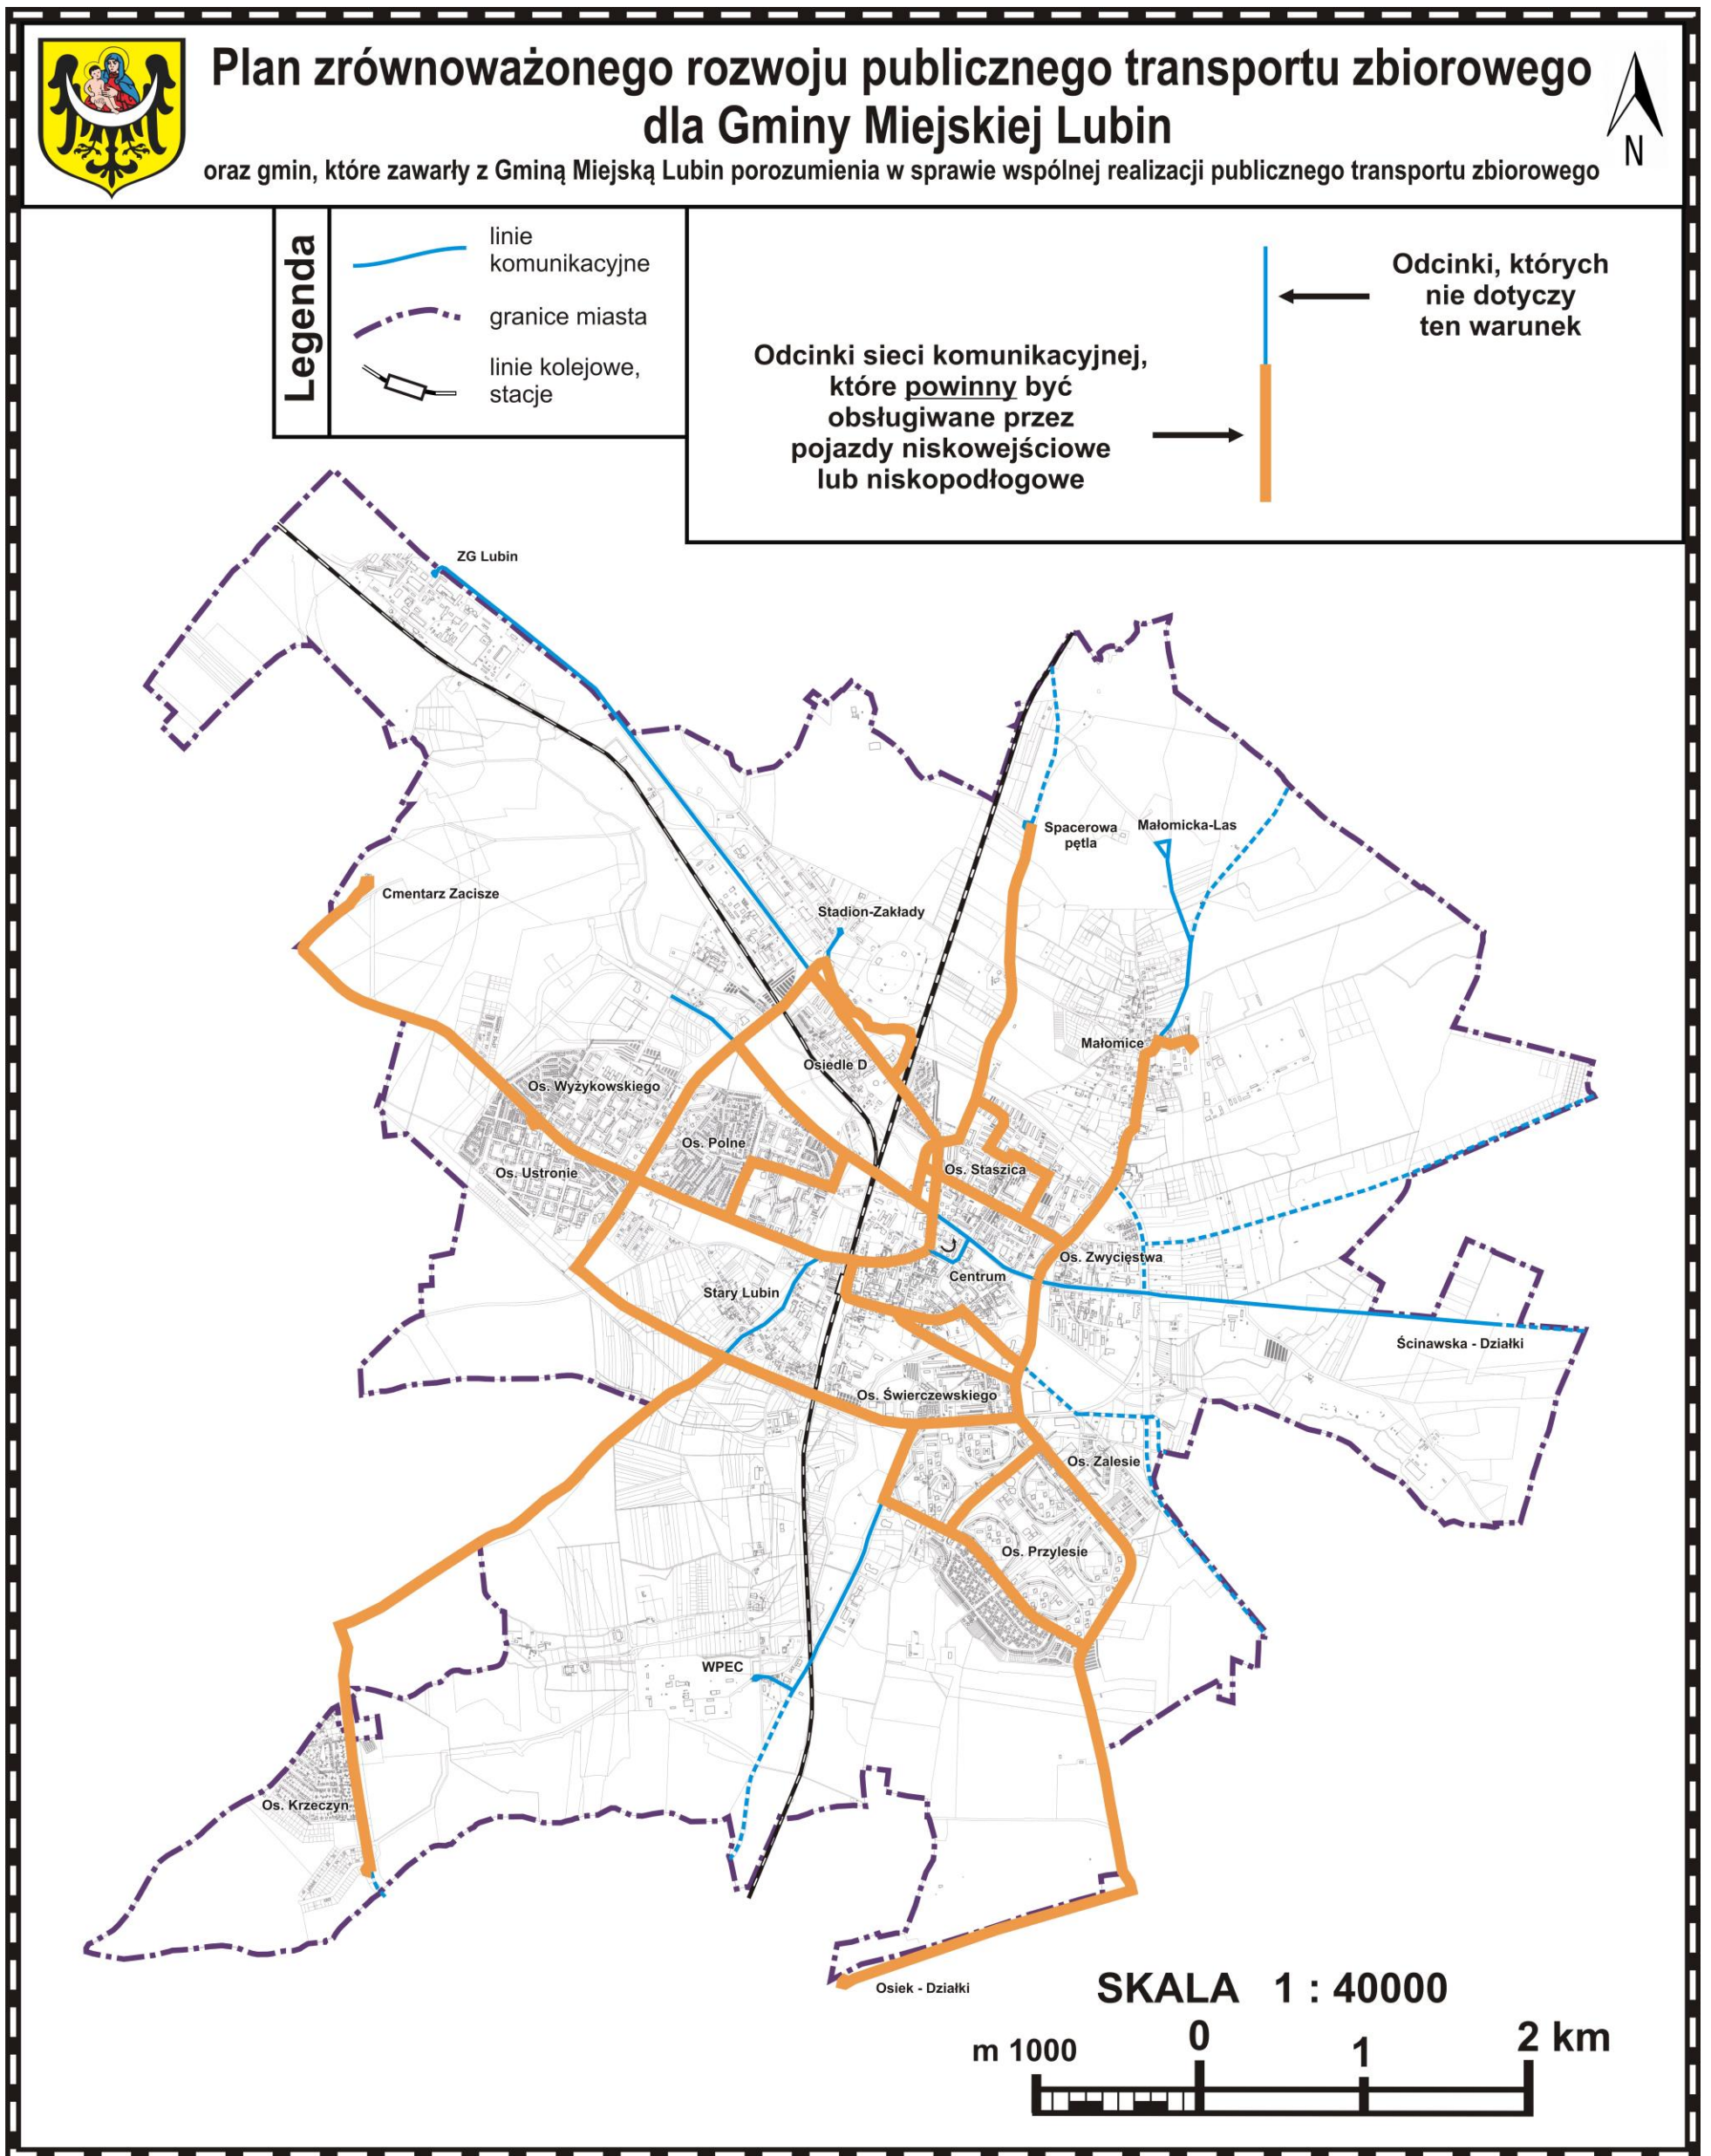 Plan zrównoważonego rozwoju publicznego transportu zbiorowego
dla Gminy Miejskiej Lubin
oraz gmin, które zawarły z Gminą Miejską Lubin porozumienia w sprawie wspólnej realizacji publicznego transportu zbiorowego
N
Legenda
linie
komunikacyjne
granice miasta
linie kolejowe,
stacje
Odcinki sieci komunikacyjnej,
które powinny być
obsługiwane przez
pojazdy niskowejściowe
lub niskopodłogowe
Odcinki, których
nie dotyczy
ten warunek
ZG Lubin
Spacerowa
pętla
Małomicka-Las
Cmentarz Zacisze
Stadion-Zakłady
Małomice
Osiedle D
Os. Wyżykowskiego
Os. Polne
Os. Staszica
Os. Ustronie
Os. Zwycięstwa
Centrum
Stary Lubin
Ścinawska - Działki
Os. Świerczewskiego
Os. Zalesie
Os. Przylesie
WPEC
Os. Krzeczyn
Osiek - Działki
SKALA 1 : 40000
m 1000 0 1 2 km